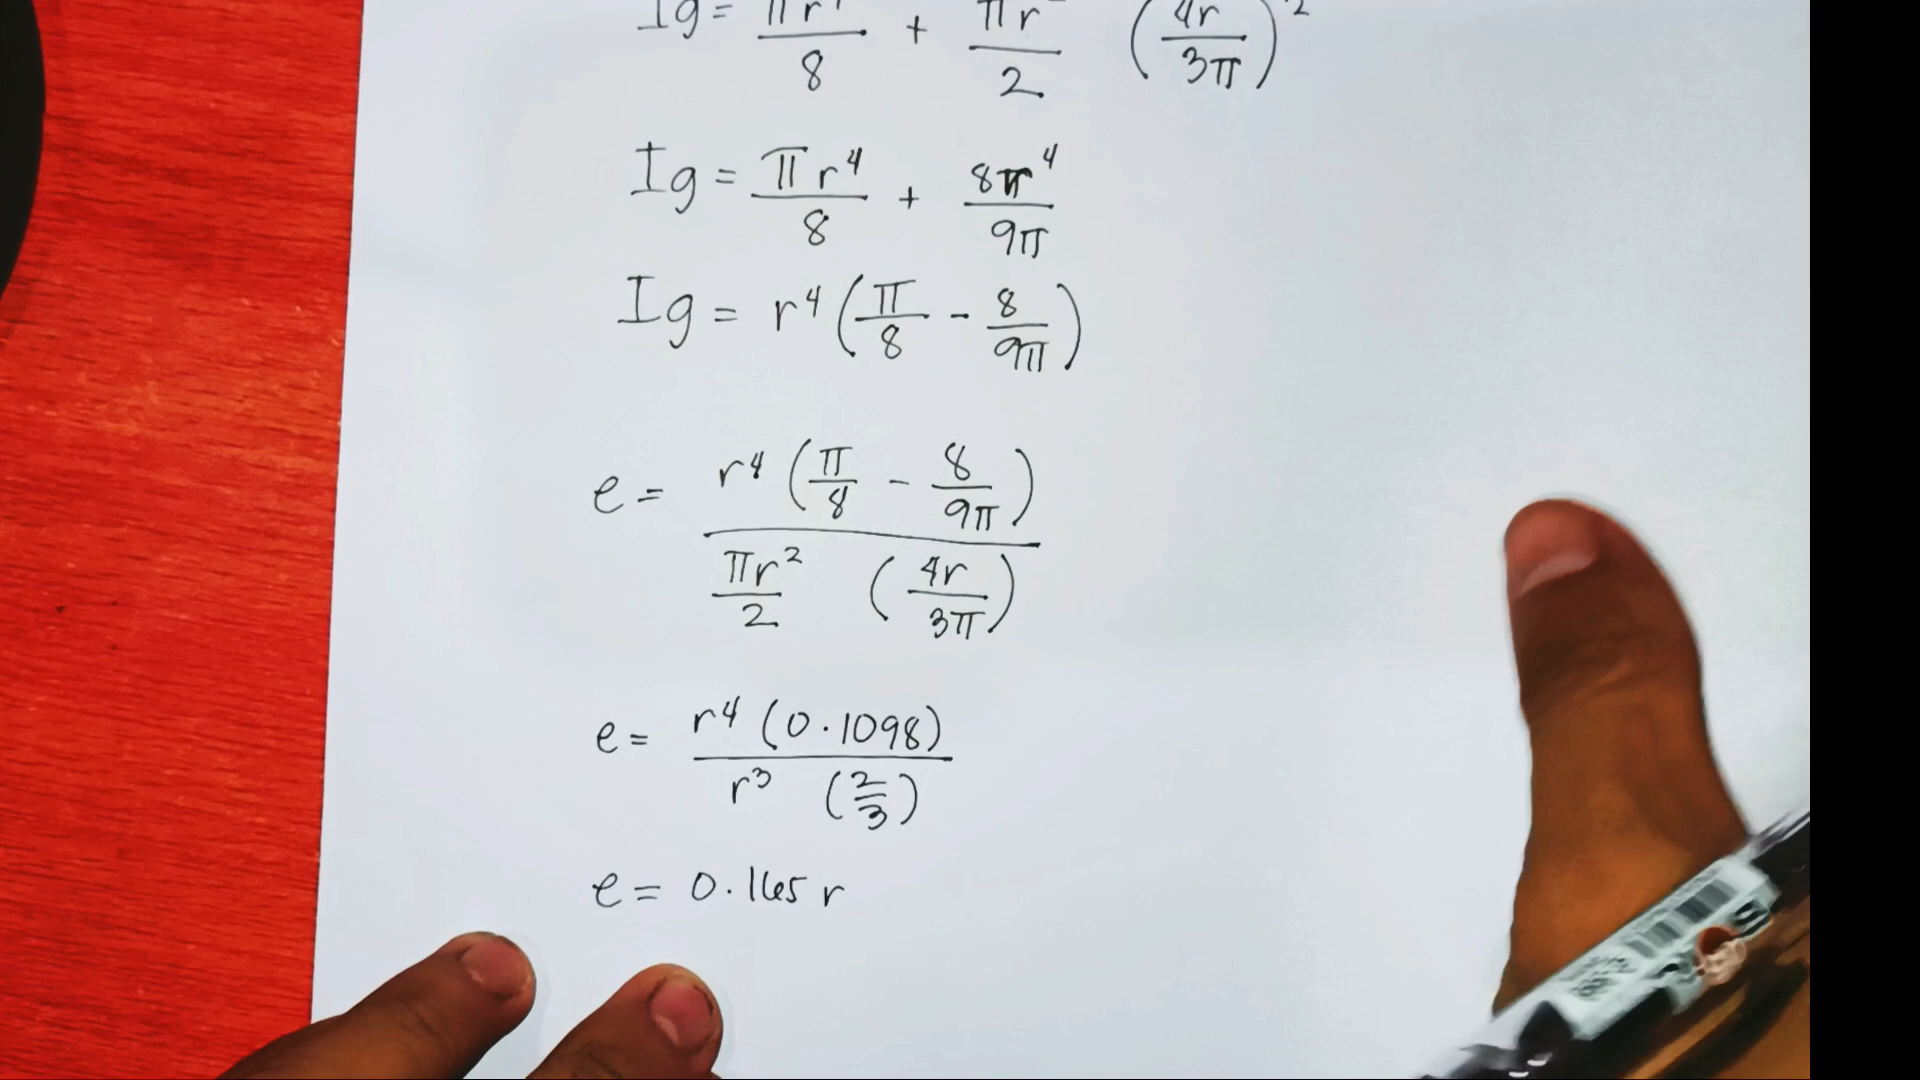 Ig = πr⁴/8 + πr²/2 (4r/3π)²
Ig = πr⁴/8 + 8r⁴/9π
Ig = r⁴(π/8 - 8/9π)
e = r⁴(π/8 - 8/9π) / πr²/2 (4r/3π)
e = r⁴(0.1098) / r³(2/3)
e = 0.165 r